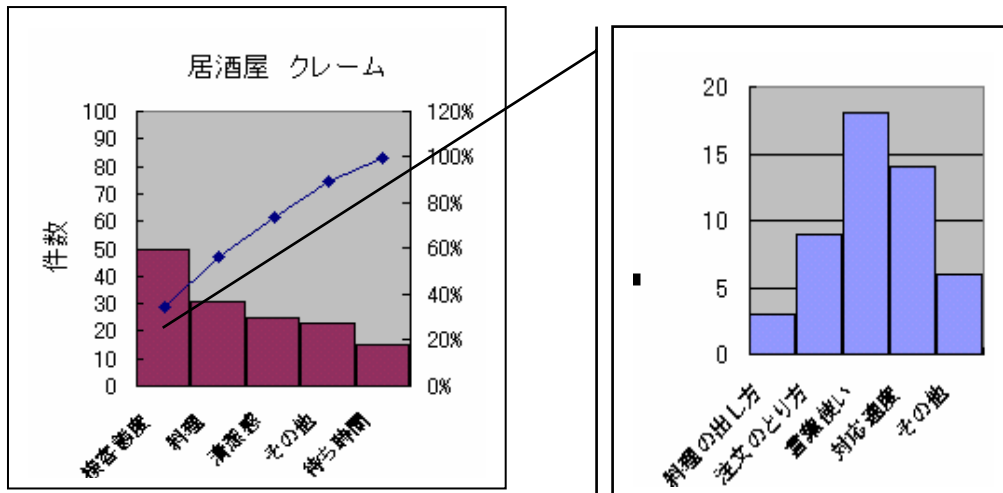 居酒屋 クレーム
100
90
80
70
60
50
40
30
20
10
0
件数
120%
100%
80%
60%
40%
20%
0%
接客態度
料理
清潔感
その他
待ち時間
20
15
10
5
0
料理の出し方
注文のとり方
言葉使い
対応速度
その他